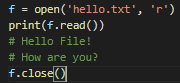 f = open('hello.txt', 'r')
print(f.read())
# Hello File!
# How are you?
f.close()